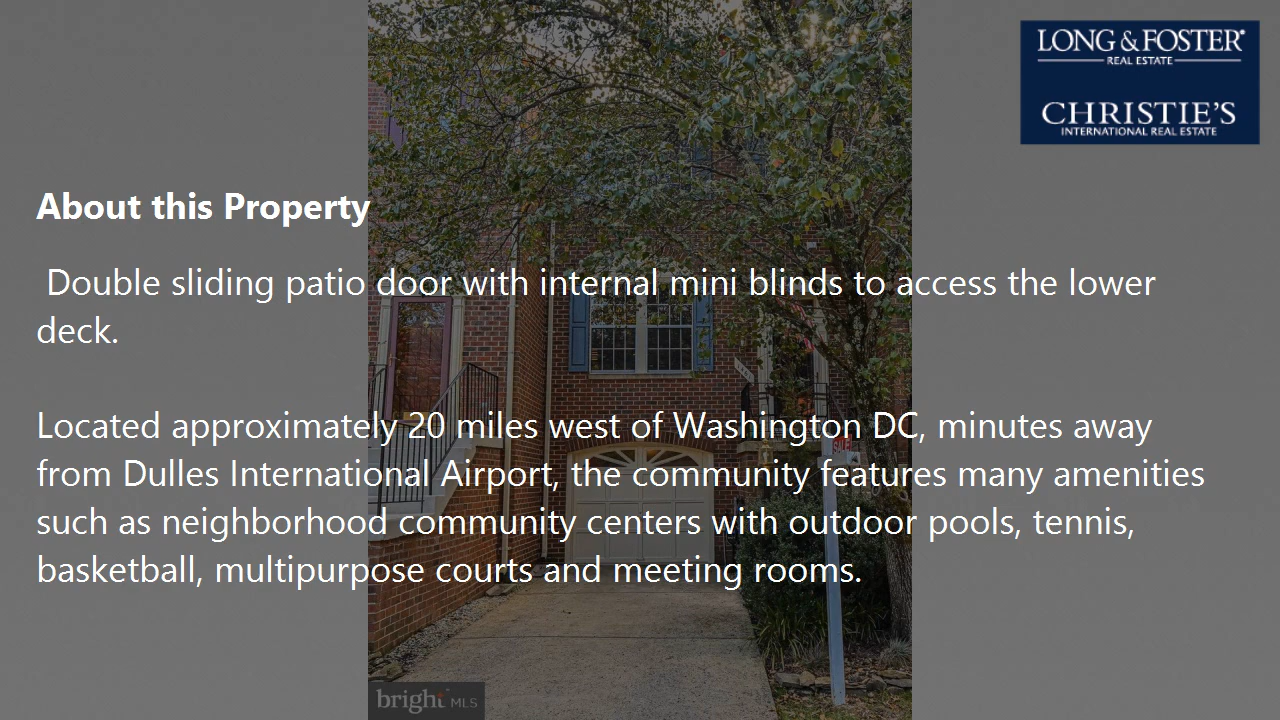 LONG & FOSTER®
REAL ESTATE
CHRISTIE'S
INTERNATIONAL REAL ESTATE
About this Property
Double sliding patio door with internal mini blinds to access the lower
deck.
Located approximately 20 miles west of Washington DC, minutes away
from Dulles International Airport, the community features many amenities
such as neighborhood community centers with outdoor pools, tennis,
basketball, multipurpose courts and meeting rooms.
bright MLS